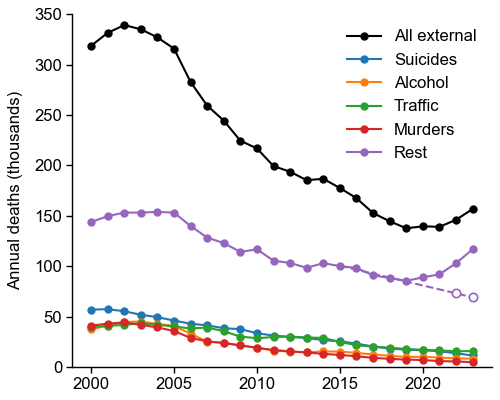 350
300
250
200
150
100
50
0
Annual deaths (thousands)
All external
Suicides
Alcohol
Traffic
Murders
Rest
2000 2005 2010 2015 2020